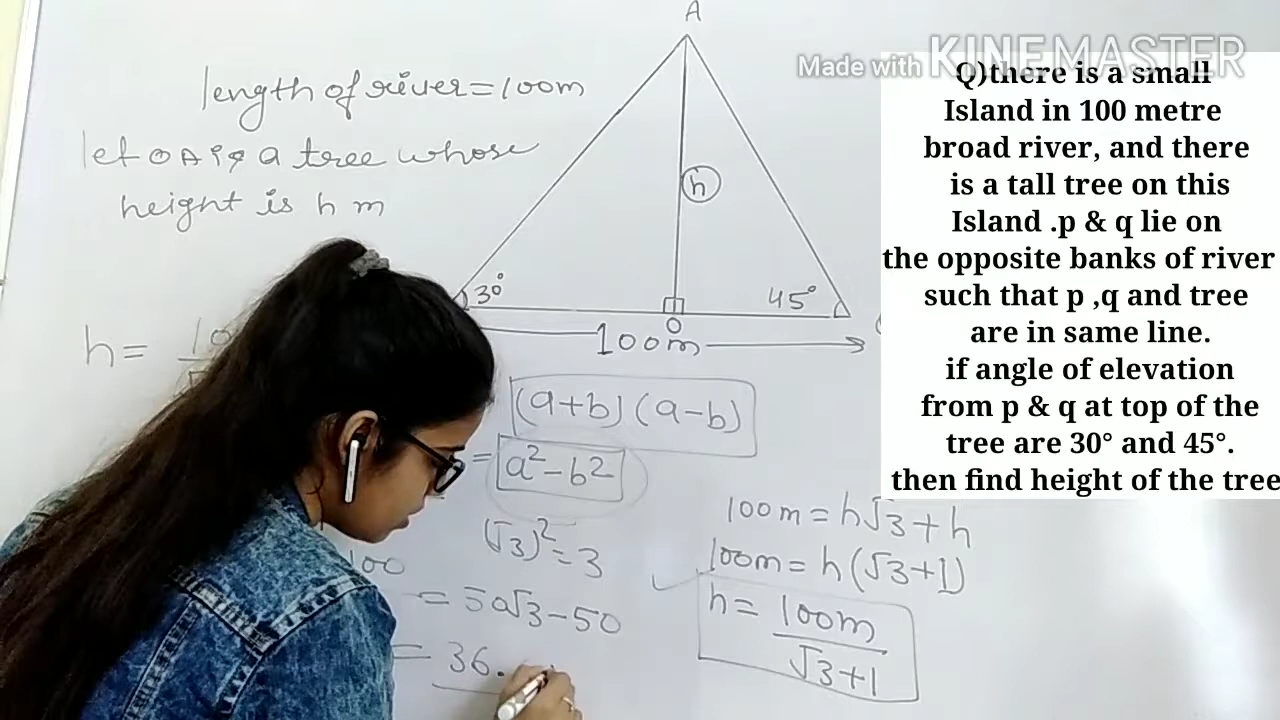 A
Made with KINEMASTER
length of river = 100m
let OA is a tree whose
height is h m
h
30°
45°
O
100m
h =
(a+b) (a-b)
= a²-b²
(√3)² = 3
100
= 50√3-50
= 36.
100m = h√3+h
100m = h(√3+1)
h = 100m
√3+1
Q)there is a small
Island in 100 metre
broad river, and there
is a tall tree on this
Island .p & q lie on
the opposite banks of river
such that p ,q and tree
are in same line.
if angle of elevation
from p & q at top of the
tree are 30° and 45°.
then find height of the tree